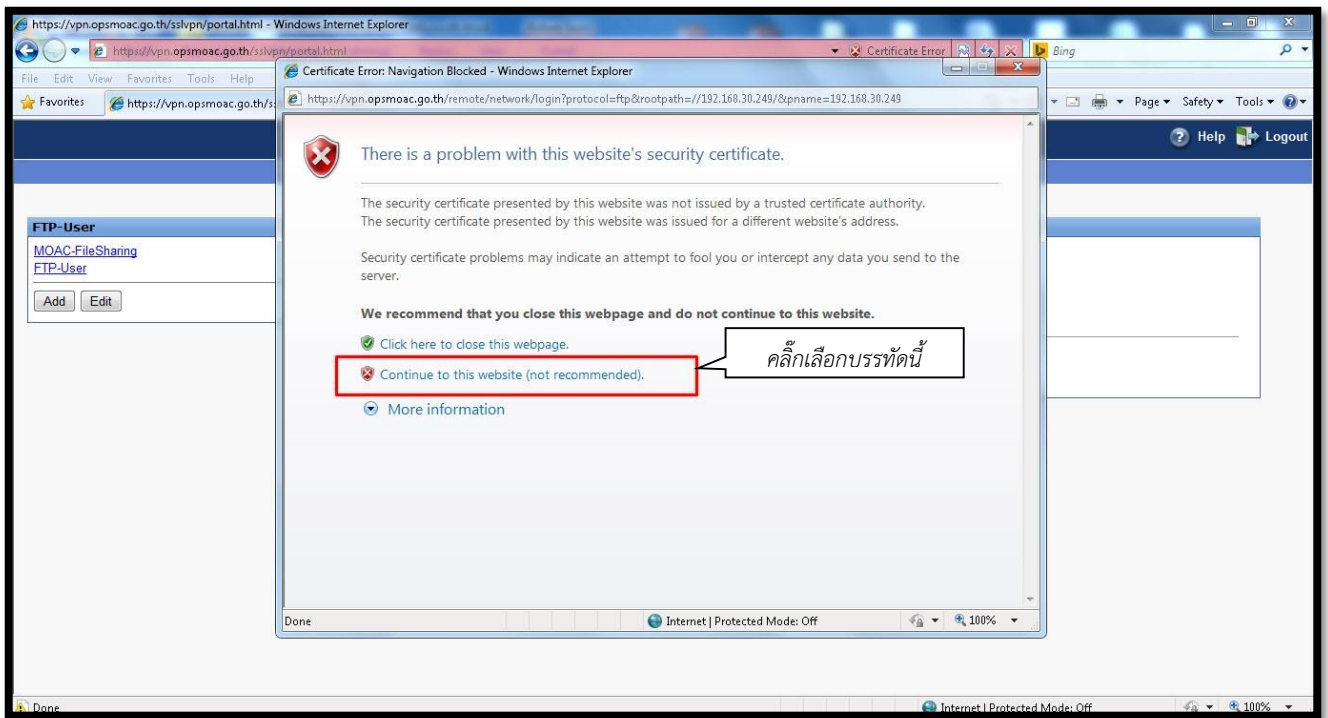 https://vpn.opsmoac.go.th/sslvpn/portal.html - Windows Internet Explorer
https://vpn.opsmoac.go.th/sslvpn/portal.html
Certificate Error
Bing
File Edit View Favorites Tools Help
Certificate Error: Navigation Blocked - Windows Internet Explorer
Favorites
https://vpn.opsmoac.go.th/s
https://vpn.opsmoac.go.th/remote/network/login?protocol=ftp&rootpath=//192.168.30.249/&pname=192.168.30.249
Page Safety Tools
Help Logout
There is a problem with this website's security certificate.
The security certificate presented by this website was not issued by a trusted certificate authority.
The security certificate presented by this website was issued for a different website's address.
FTP-User
MOAC-FileSharing
FTP-User
Add Edit
Security certificate problems may indicate an attempt to fool you or intercept any data you send to the
server.
We recommend that you close this webpage and do not continue to this website.
Click here to close this webpage.
Continue to this website (not recommended).
คลิ๊กเลือกบรรทัดนี้
More information
Done
Internet | Protected Mode: Off
100%
Done
Internet | Protected Mode: Off
100%